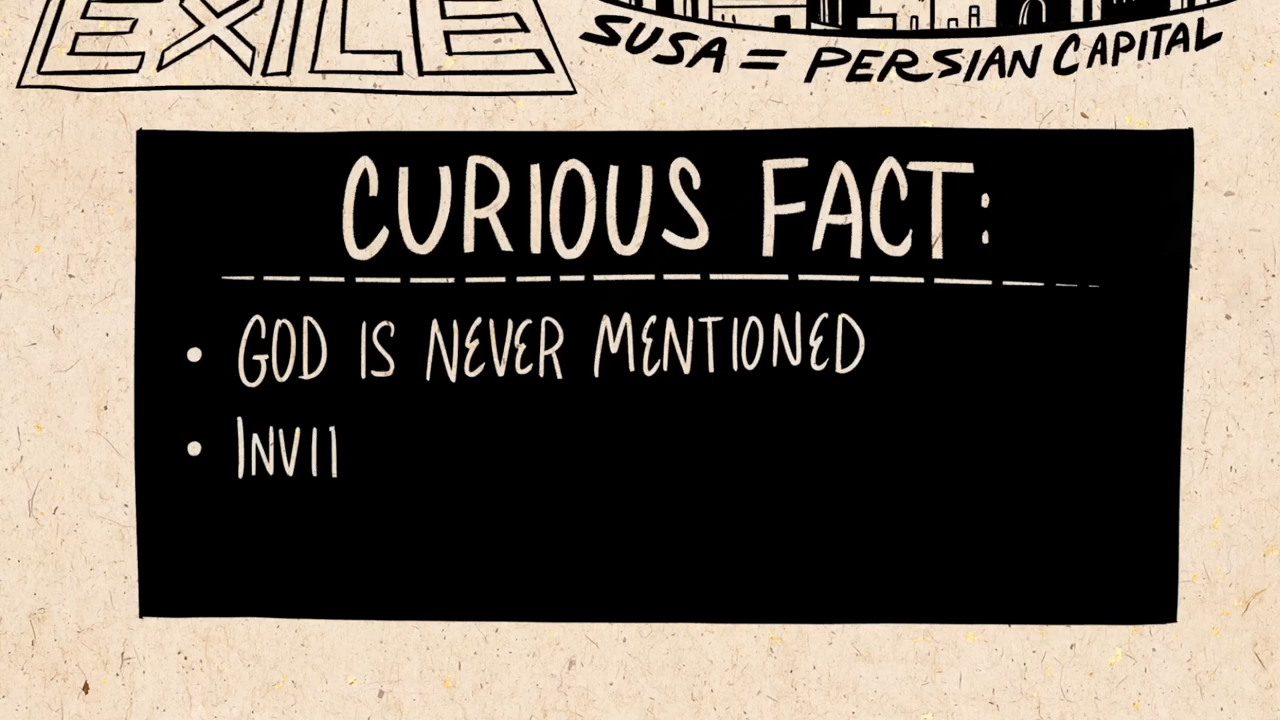 EXILE
SUSA = PERSIAN CAPITAL
CURIOUS FACT:
• GOD IS NEVER MENTIONED